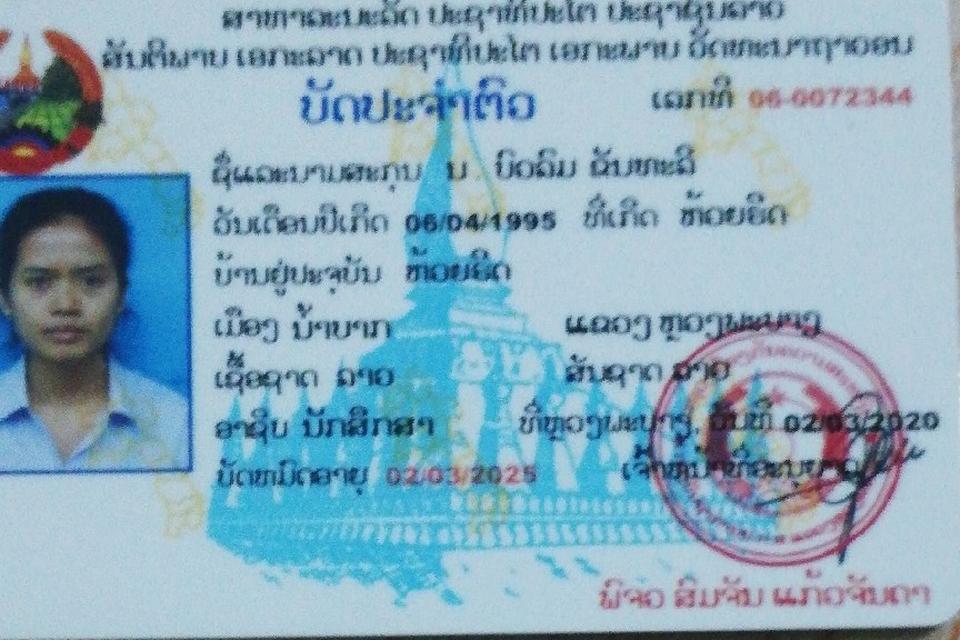 ສາທາລະນະລັດ ປະຊາທິປະໄຕ ປະຊາຊົນລາວ
ສັນຕິພາບ ເອກະລາດ ປະຊາທິປະໄຕ ເອກະພາບ ວັດທະນາຖາວອນ
ບັດປະຈຳຕົວ ເລກທີ 06-0072344
ຊື່ແລະນາມສະກຸນ ນ ບົວລົມ ຈັນທະລີ
ວັນເດືອນປີເກີດ 06/04/1995 ທີ່ເກີດ ຫ້ວຍຍິດ
ບ້ານຢູ່ປະຈຸບັນ ຫ້ວຍຍິດ
ເມືອງ ນ້ຳບາກ ແຂວງ ຫຼວງພະບາງ
ເຊື້ອຊາດ ລາວ ສັນຊາດ ລາວ
ອາຊີບ ນັກສຶກສາ ທີ່ຫຼວງພະບາງ, ວັນທີ 02/03/2020
ບັດຫມົດອາຍຸ 02/03/2025 ເຈົ້າຫນ້າທີ່ອະນຸຍາດ
ພິຈວ ສົມຈັນ ແກ້ວຈັນດາ